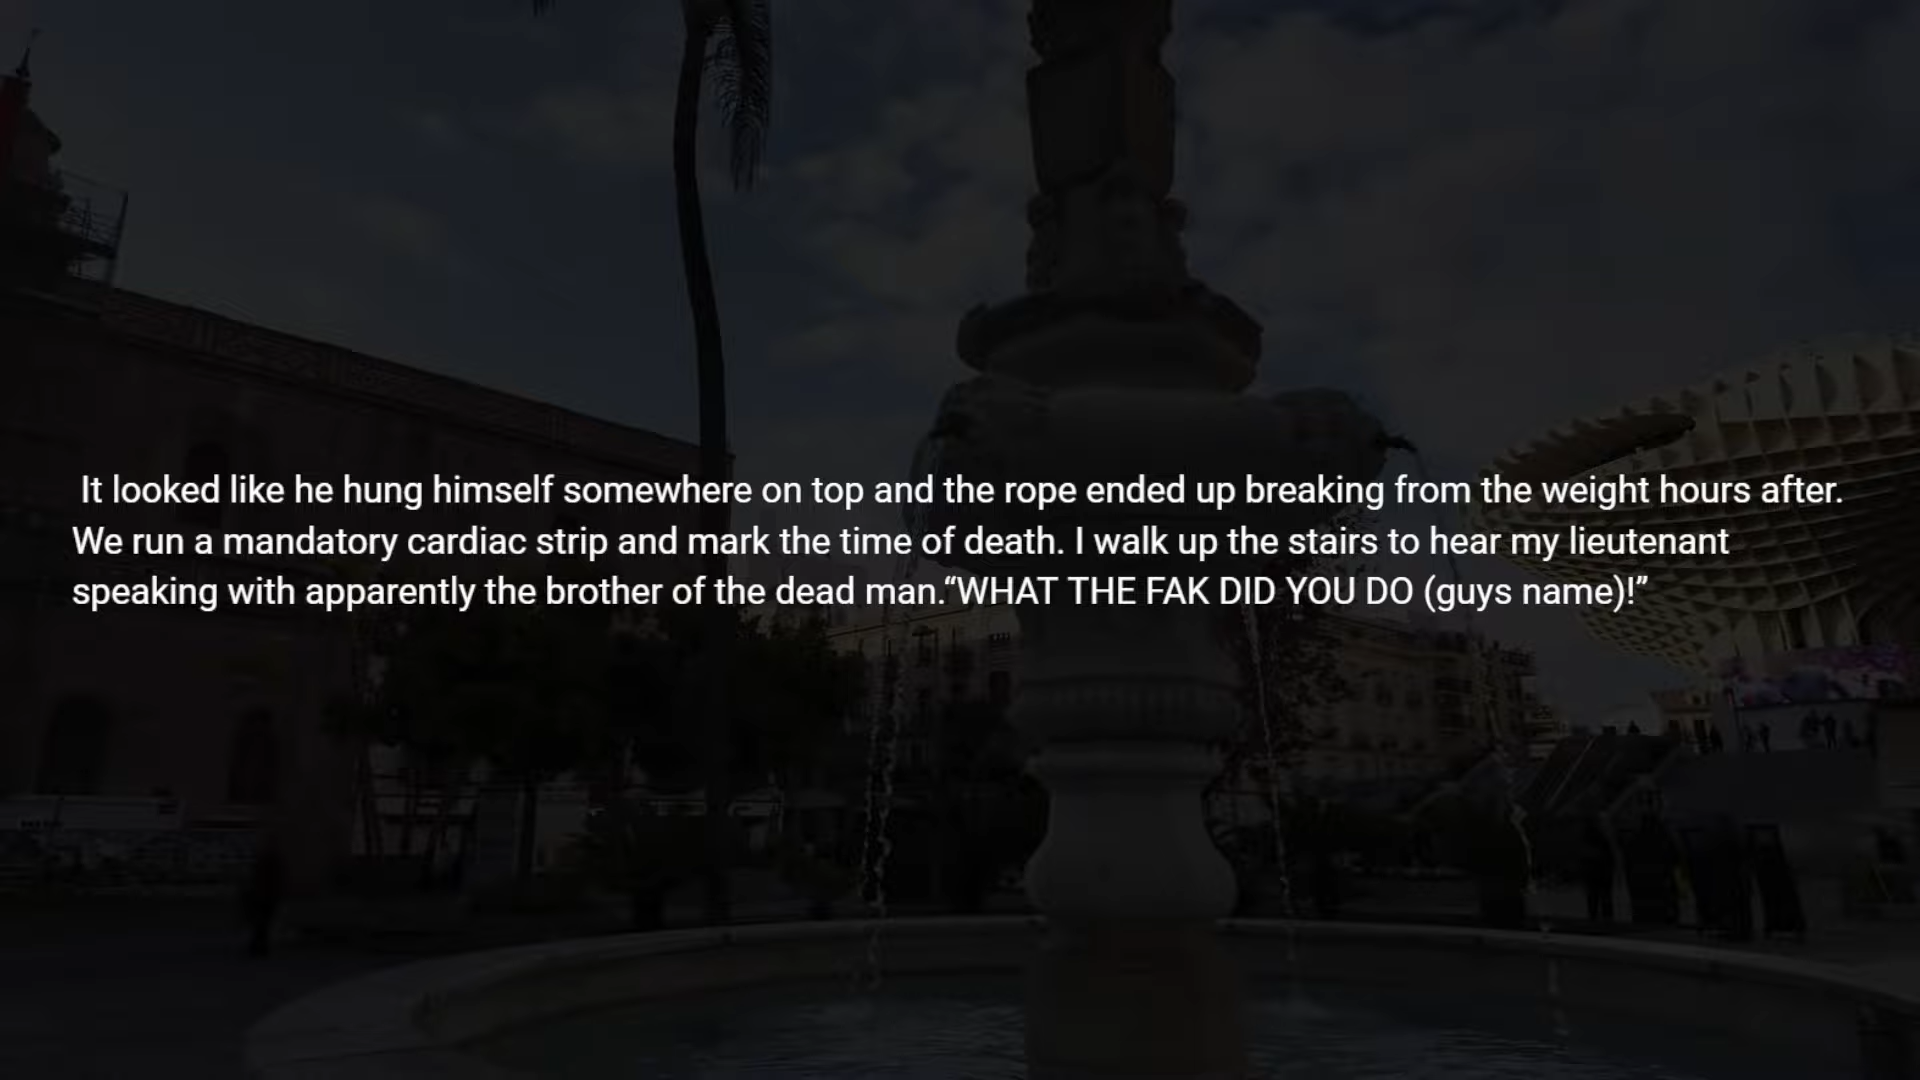 It looked like he hung himself somewhere on top and the rope ended up breaking from the weight hours after.
We run a mandatory cardiac strip and mark the time of death. I walk up the stairs to hear my lieutenant
speaking with apparently the brother of the dead man.“WHAT THE FAK DID YOU DO (guys name)!”